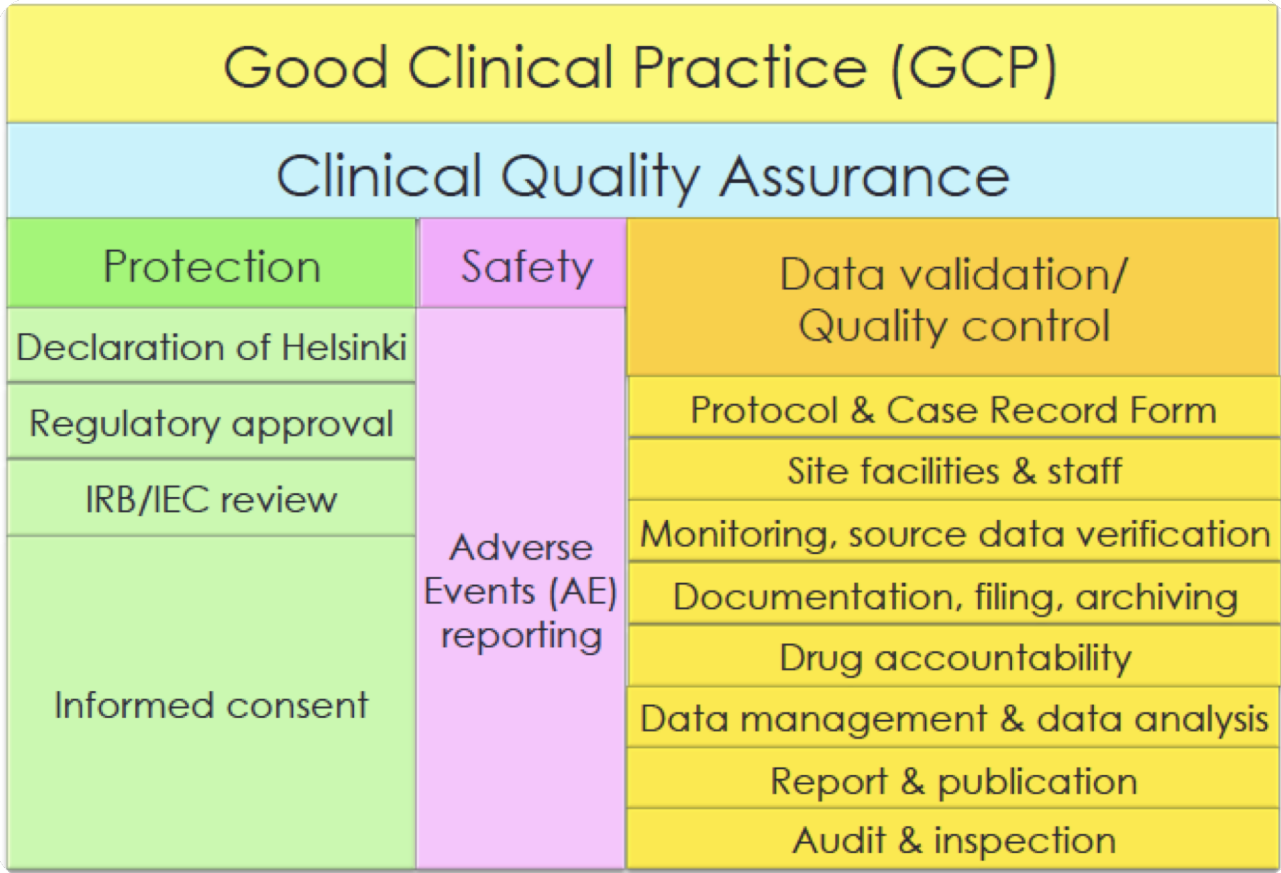 Good Clinical Practice (GCP)
Clinical Quality Assurance
Protection
Declaration of Helsinki
Regulatory approval
IRB/IEC review
Informed consent
Safety
Adverse
Events (AE)
reporting
Data validation/
Quality control
Protocol & Case Record Form
Site facilities & staff
Monitoring, source data verification
Documentation, filing, archiving
Drug accountability
Data management & data analysis
Report & publication
Audit & inspection